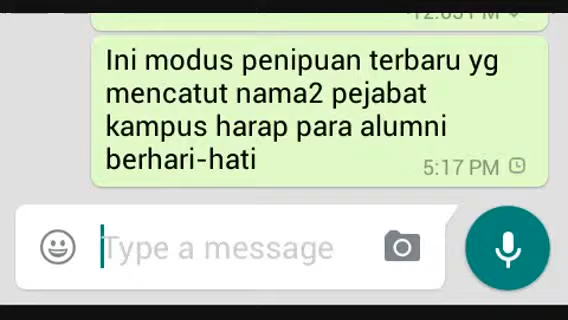 Ini modus penipuan terbaru yg
mencatut nama2 pejabat
kampus harap para alumni
berhari-hati
5:17 PM
Type a message